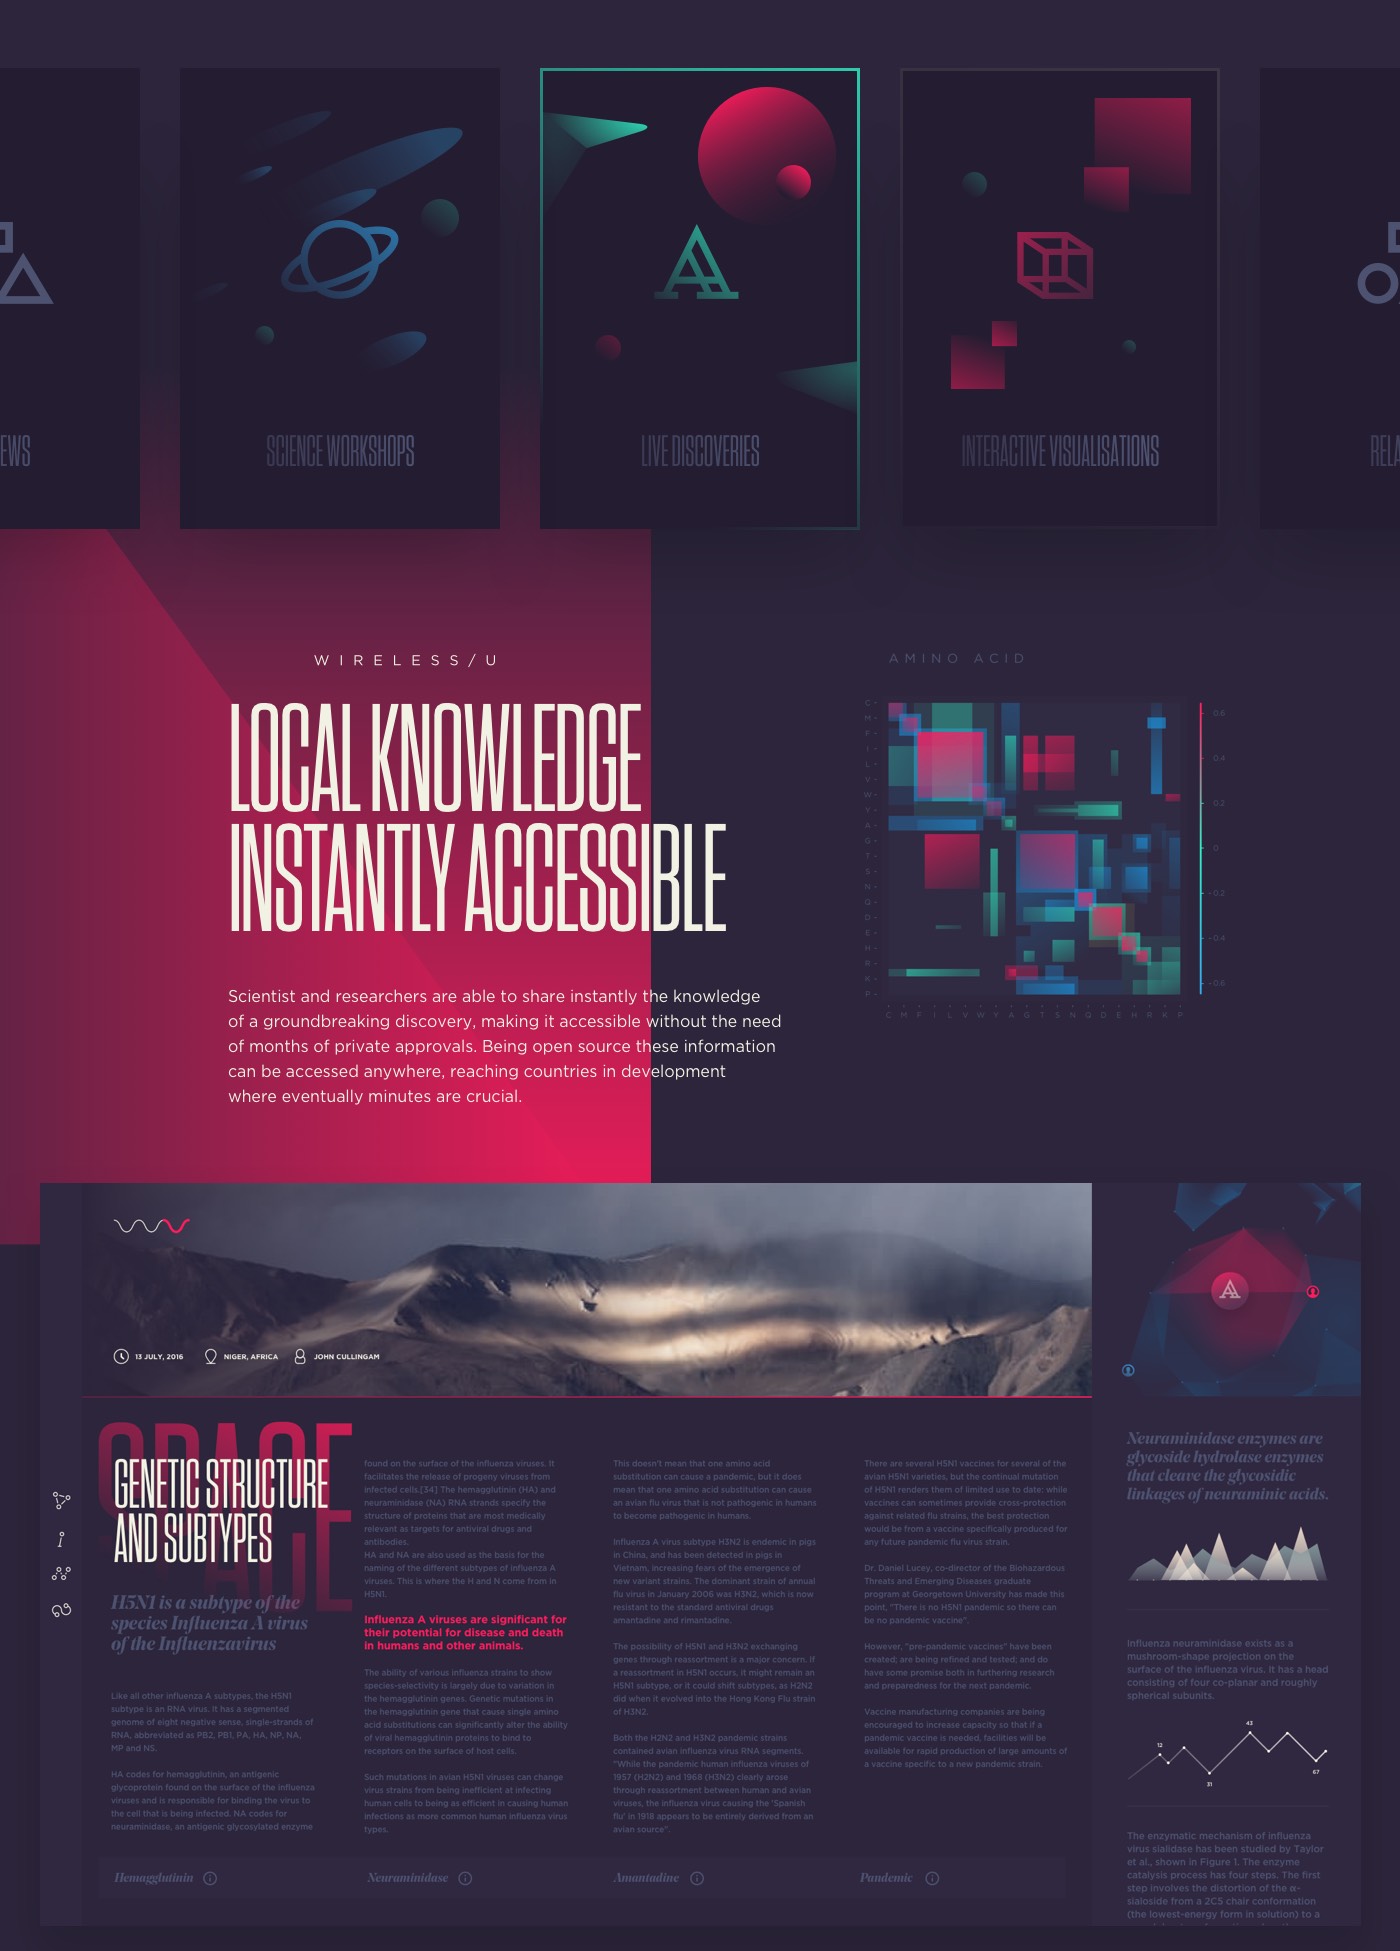 EWS
SCIENCE WORKSHOPS
LIVE DISCOVERIES
INTERACTIVE VISUALISATIONS
RELA
WIRELESS/U
LOCAL KNOWLEDGE
INSTANTLY ACCESSIBLE
Scientist and researchers are able to share instantly the knowledge
of a groundbreaking discovery, making it accessible without the need
of months of private approvals. Being open source these information
can be accessed anywhere, reaching countries in development
where eventually minutes are crucial.
AMINO ACID
C
M
F
I
L
V
W
Y
A
G
T
S
N
Q
D
E
H
R
K
P
0.6
0.4
0.2
0
-0.2
-0.4
-0.6
C M F I L V W Y A G T S N Q D E H R K P
13 JULY, 2016 NIGER, AFRICA JOHN CULLINGAM
GRACE
GENETIC STRUCTURE
AND SUBTYPES
H5N1 is a subtype of the
species Influenza A virus
of the Influenzavirus
Like all other influenza A subtypes, the H5N1
subtype is an RNA virus. It has a segmented
genome of eight negative sense, single-strands of
RNA, abbreviated as PB2, PB1, PA, HA, NP, NA,
MP and NS.
HA codes for hemagglutinin, an antigenic
glycoprotein found on the surface of the influenza
viruses and is responsible for binding the virus to
the cell that is being infected. NA codes for
neuraminidase, an antigenic glycosylated enzyme
found on the surface of the influenza viruses. It
facilitates the release of progeny viruses from
infected cells.[34] The hemagglutinin (HA) and
neuraminidase (NA) RNA strands specify the
structure of proteins that are most medically
relevant as targets for antiviral drugs and
antibodies.
HA and NA are also used as the basis for the
naming of the different subtypes of influenza A
viruses. This is where the H and N come from in
H5N1.
Influenza A viruses are significant for
their potential for disease and death
in humans and other animals.
The ability of various influenza strains to show
species-selectivity is largely due to variation in
the hemagglutinin genes. Genetic mutations in
the hemagglutinin gene that cause single amino
acid substitutions can significantly alter the ability
of viral hemagglutinin proteins to bind to
receptors on the surface of host cells.
Such mutations in avian H5N1 viruses can change
virus strains from being inefficient at infecting
human cells to being as efficient in causing human
infections as more common human influenza virus
types.
This doesn't mean that one amino acid
substitution can cause a pandemic, but it does
mean that one amino acid substitution can cause
an avian flu virus that is not pathogenic in humans
to become pathogenic in humans.
Influenza A virus subtype H3N2 is endemic in pigs
in China, and has been detected in pigs in
Vietnam, increasing fears of the emergence of
new variant strains. The dominant strain of annual
flu virus in January 2006 was H3N2, which is now
resistant to the standard antiviral drugs
amantadine and rimantadine.
The possibility of H5N1 and H3N2 exchanging
genes through reassortment is a major concern. If
a reassortment in H5N1 occurs, it might remain an
H5N1 subtype, or it could shift subtypes, as H2N2
did when it evolved into the Hong Kong Flu strain
of H3N2.
Both the H2N2 and H3N2 pandemic strains
contained avian influenza virus RNA segments.
"While the pandemic human influenza viruses of
1957 (H2N2) and 1968 (H3N2) clearly arose
through reassortment between human and avian
viruses, the influenza virus causing the 'Spanish
flu' in 1918 appears to be entirely derived from an
avian source".
There are several H5N1 vaccines for several of the
avian H5N1 varieties, but the continual mutation
of H5N1 renders them of limited use to date: while
vaccines can sometimes provide cross-protection
against related flu strains, the best protection
would be from a vaccine specifically produced for
any future pandemic flu virus strain.
Dr. Daniel Lucey, co-director of the Biohazardous
Threats and Emerging Diseases graduate
program at Georgetown University has made this
point, "There is no H5N1 pandemic so there can
be no pandemic vaccine".
However, "pre-pandemic vaccines" have been
created; are being refined and tested; and do
have some promise both in furthering research
and preparedness for the next pandemic.
Vaccine manufacturing companies are being
encouraged to increase capacity so that if a
pandemic vaccine is needed, facilities will be
available for rapid production of large amounts of
a vaccine specific to a new pandemic strain.
Hemagglutinin
Neuraminidase
Amantadine
Pandemic
Neuraminidase enzymes are
glycoside hydrolase enzymes
that cleave the glycosidic
linkages of neuraminic acids.
Influenza neuraminidase exists as a
mushroom-shape projection on the
surface of the influenza virus. It has a head
consisting of four co-planar and roughly
spherical subunits.
12
31
43
67
The enzymatic mechanism of influenza
virus sialidase has been studied by Taylor
et al., shown in Figure 1. The enzyme
catalysis process has four steps. The first
step involves the distortion of the α-
sialoside from a 2C5 chair conformation
(the lowest-energy form in solution) to a